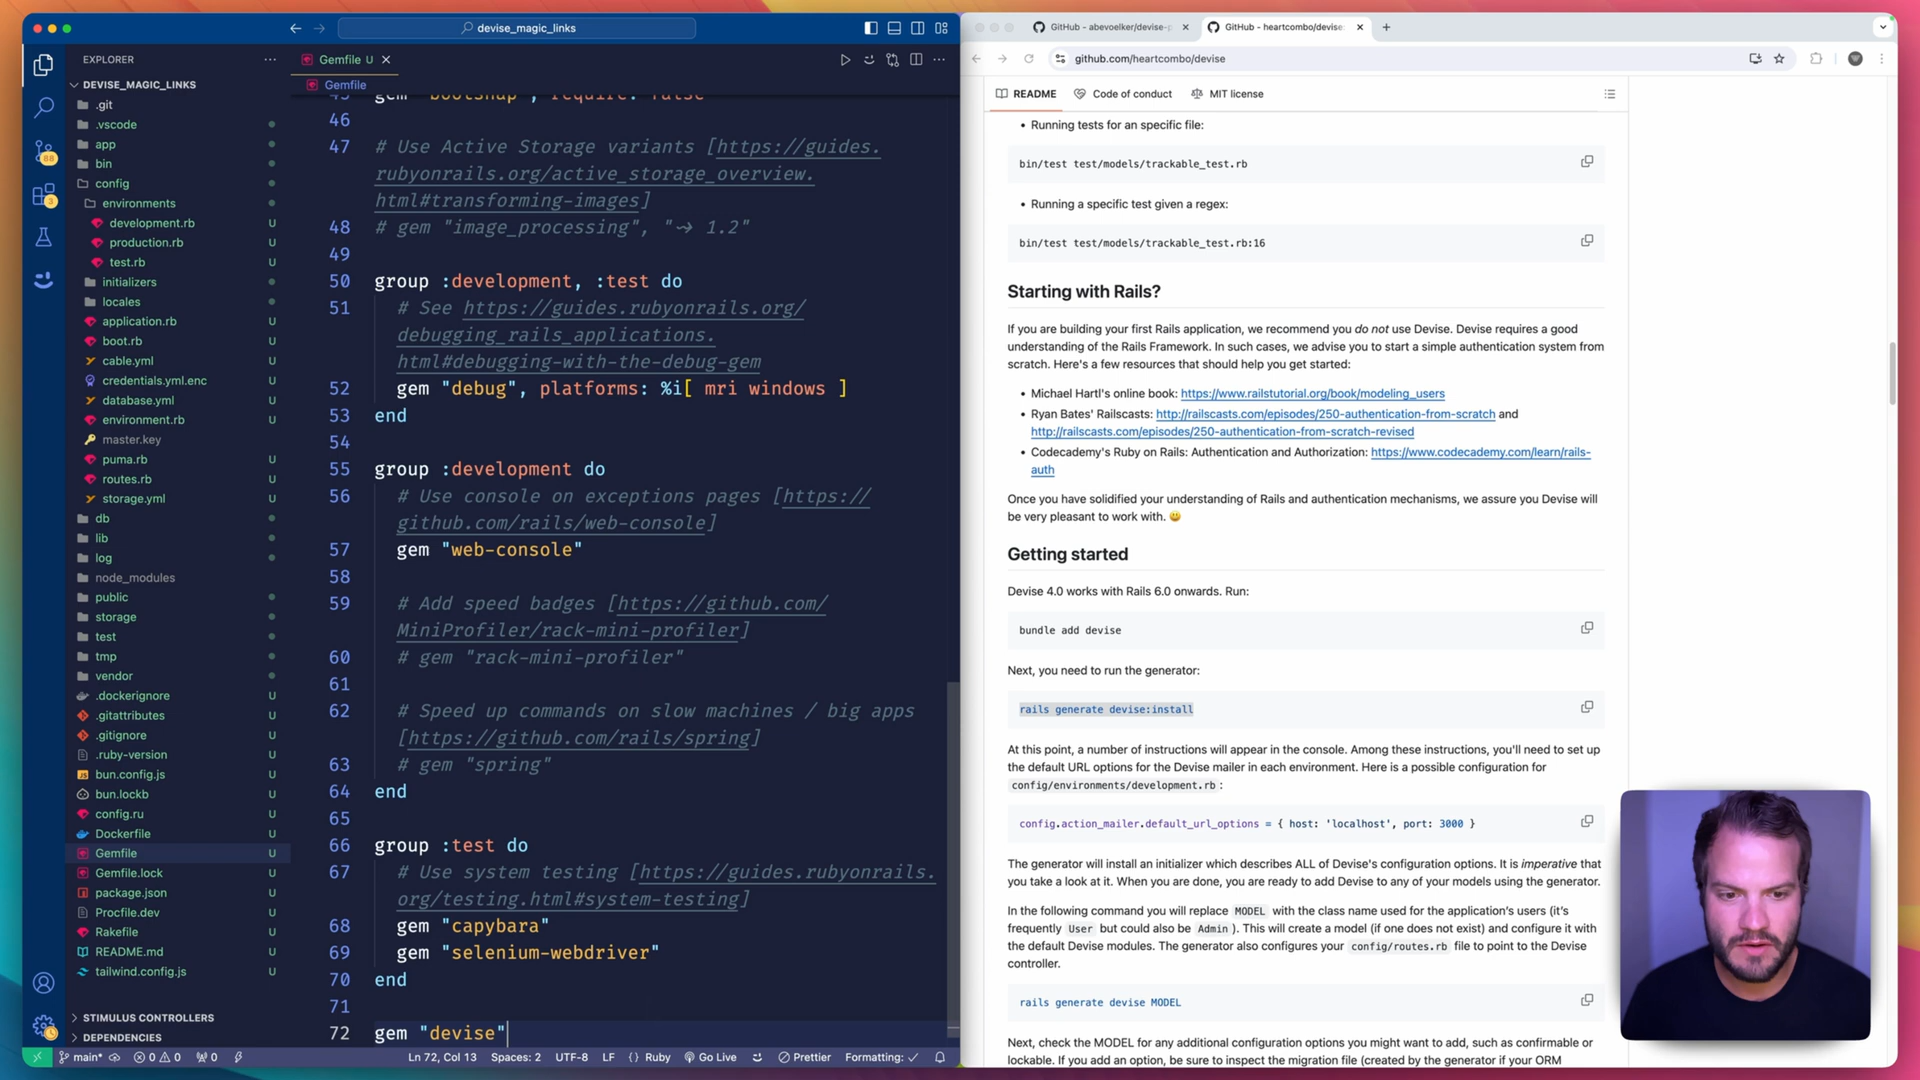 devise_magic_links
EXPLORER
DEVISE_MAGIC_LINKS
.git
.vscode
app
bin
config
environments
development.rb U
production.rb U
test.rb U
initializers
locales
application.rb U
boot.rb U
cable.yml U
credentials.yml.enc U
database.yml U
environment.rb U
master.key
puma.rb U
routes.rb U
storage.yml U
db
lib
log
node_modules
public
storage
test
tmp
vendor
.dockerignore U
.gitattributes U
.gitignore U
.ruby-version U
bun.config.js U
bun.lockb U
config.ru U
Dockerfile U
Gemfile U
Gemfile.lock U
package.json U
Procfile.dev U
Rakefile U
README.md U
tailwind.config.js U
STIMULUS CONTROLLERS
DEPENDENCIES
88
3
Gemfile U
Gemfile
45 gem "bootsnap", require: false
46
47 # Use Active Storage variants [https://guides.
rubyonrails.org/active_storage_overview.
html#transforming-images]
48 # gem "image_processing", "~> 1.2"
49
50 group :development, :test do
51 # See https://guides.rubyonrails.org/
debugging_rails_applications.
html#debugging-with-the-debug-gem
52 gem "debug", platforms: %i[ mri windows ]
53 end
54
55 group :development do
56 # Use console on exceptions pages [https://
github.com/rails/web-console]
57 gem "web-console"
58
59 # Add speed badges [https://github.com/
MiniProfiler/rack-mini-profiler]
60 # gem "rack-mini-profiler"
61
62 # Speed up commands on slow machines / big apps
[https://github.com/rails/spring]
63 # gem "spring"
64 end
65
66 group :test do
67 # Use system testing [https://guides.rubyonrails.
org/testing.html#system-testing]
68 gem "capybara"
69 gem "selenium-webdriver"
70 end
71
72 gem "devise"
main* 0 0 0 Ln 72, Col 13 Spaces: 2 UTF-8 LF {} Ruby Go Live Prettier Formatting: ✓
GitHub - abevoelker/devise-p
GitHub - heartcombo/devise:
github.com/heartcombo/devise
README Code of conduct MIT license
• Running tests for an specific file:
bin/test test/models/trackable_test.rb
• Running a specific test given a regex:
bin/test test/models/trackable_test.rb:16
Starting with Rails?
If you are building your first Rails application, we recommend you do not use Devise. Devise requires a good
understanding of the Rails Framework. In such cases, we advise you to start a simple authentication system from
scratch. Here's a few resources that should help you get started:
• Michael Hartl's online book: https://www.railstutorial.org/book/modeling_users
• Ryan Bates' Railscasts: http://railscasts.com/episodes/250-authentication-from-scratch and
http://railscasts.com/episodes/250-authentication-from-scratch-revised
• Codecademy's Ruby on Rails: Authentication and Authorization: https://www.codecademy.com/learn/rails-
auth
Once you have solidified your understanding of Rails and authentication mechanisms, we assure you Devise will
be very pleasant to work with. 😃
Getting started
Devise 4.0 works with Rails 6.0 onwards. Run:
bundle add devise
Next, you need to run the generator:
rails generate devise:install
At this point, a number of instructions will appear in the console. Among these instructions, you'll need to set up
the default URL options for the Devise mailer in each environment. Here is a possible configuration for
config/environments/development.rb :
config.action_mailer.default_url_options = { host: 'localhost', port: 3000 }
The generator will install an initializer which describes ALL of Devise's configuration options. It is imperative that
you take a look at it. When you are done, you are ready to add Devise to any of your models using the generator.
In the following command you will replace MODEL with the class name used for the application's users (it's
frequently User but could also be Admin ). This will create a model (if one does not exist) and configure it with
the default Devise modules. The generator also configures your config/routes.rb file to point to the Devise
controller.
rails generate devise MODEL
Next, check the MODEL for any additional configuration options you might want to add, such as confirmable or
lockable. If you add an option, be sure to inspect the migration file (created by the generator if your ORM